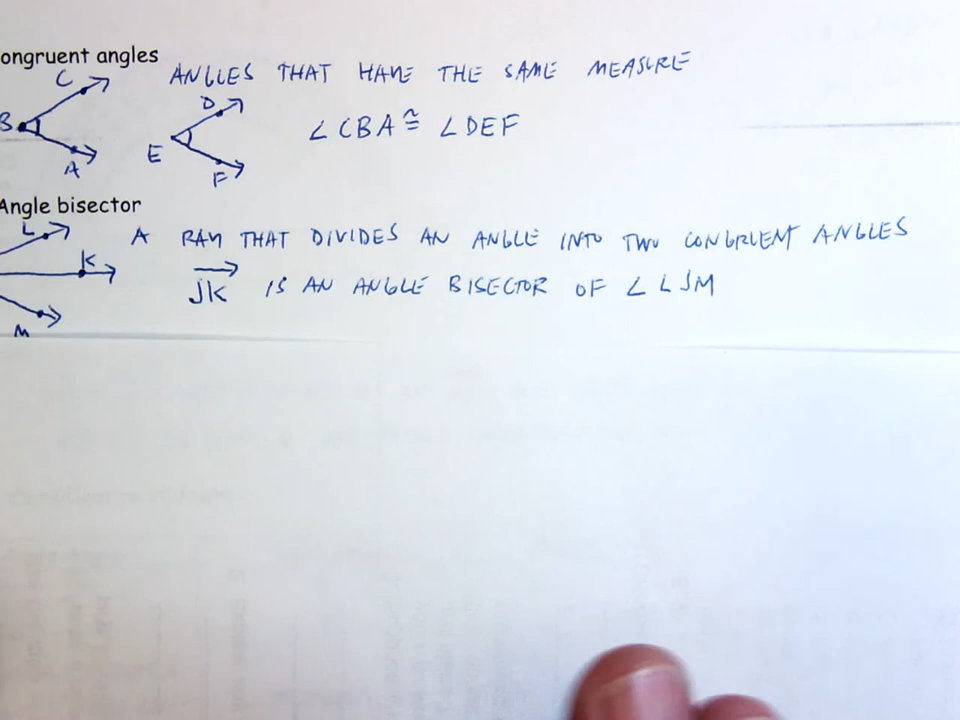 ongruent angles
ANGLES THAT HAVE THE SAME MEASURE
C
D
B
∠CBA ≅ ∠DEF
E
A
F
Angle bisector
L
A RAY THAT DIVIDES AN ANGLE INTO TWO CONGRUENT ANGLES
K
JK IS AN ANGLE BISECTOR OF ∠LJM
M